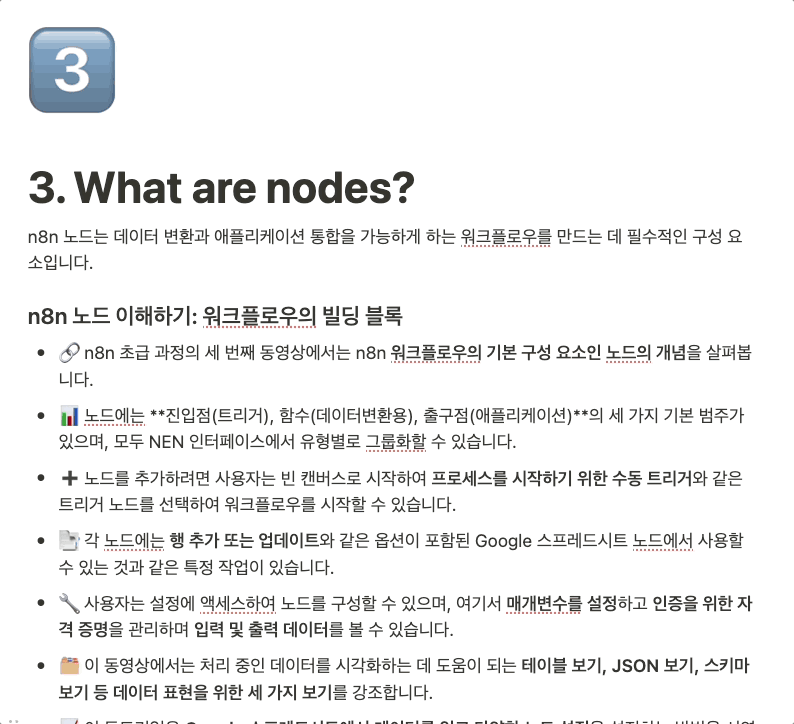 3
3. What are nodes?
n8n 노드는 데이터 변환과 애플리케이션 통합을 가능하게 하는 워크플로우를 만드는 데 필수적인 구성 요
소입니다.
n8n 노드 이해하기: 워크플로우의 빌딩 블록
• 🔗 n8n 초급 과정의 세 번째 동영상에서는 n8n 워크플로우의 기본 구성 요소인 노드의 개념을 살펴봅
니다.
• 📊 노드에는 **진입점(트리거), 함수(데이터변환용), 출구점(애플리케이션)**의 세 가지 기본 범주가
있으며, 모두 NEN 인터페이스에서 유형별로 그룹화할 수 있습니다.
• ➕ 노드를 추가하려면 사용자는 빈 캔버스로 시작하여 프로세스를 시작하기 위한 수동 트리거와 같은
트리거 노드를 선택하여 워크플로우를 시작할 수 있습니다.
• 📑 각 노드에는 행 추가 또는 업데이트와 같은 옵션이 포함된 Google 스프레드시트 노드에서 사용할
수 있는 것과 같은 특정 작업이 있습니다.
• 🔧 사용자는 설정에 액세스하여 노드를 구성할 수 있으며, 여기서 매개변수를 설정하고 인증을 위한 자
격 증명을 관리하며 입력 및 출력 데이터를 볼 수 있습니다.
• 🗂️ 이 동영상에서는 처리 중인 데이터를 시각화하는 데 도움이 되는 테이블 보기, JSON 보기, 스키마
보기 등 데이터 표현을 위한 세 가지 보기를 강조합니다.